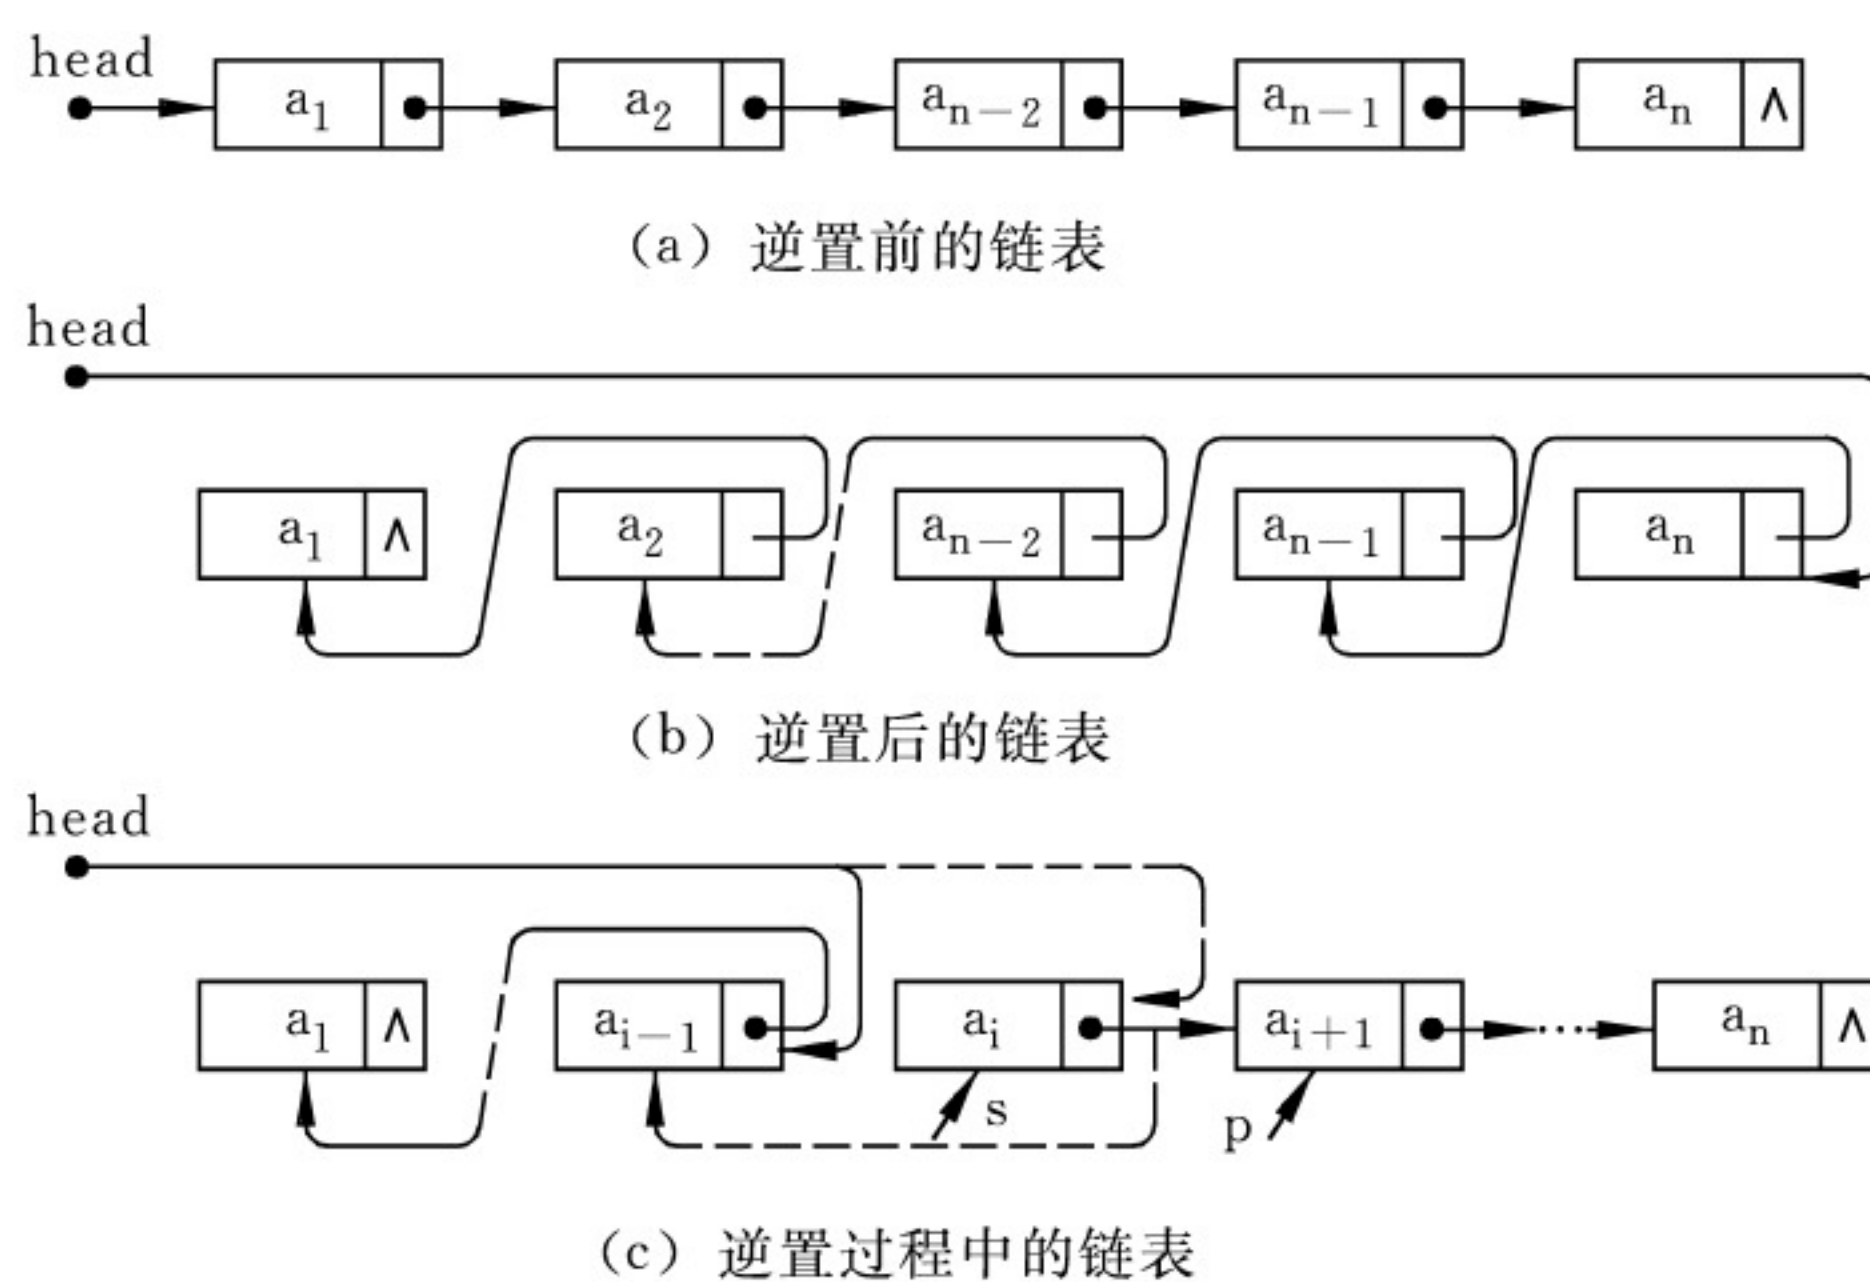 head
a₁ a₂ aₙ₋₂ aₙ₋₁ aₙ ∧
（a）逆置前的链表
head
a₁ ∧ a₂ aₙ₋₂ aₙ₋₁ aₙ
（b）逆置后的链表
head
a₁ ∧ aᵢ₋₁ aᵢ aᵢ₊₁ ··· aₙ ∧
s p
（c）逆置过程中的链表